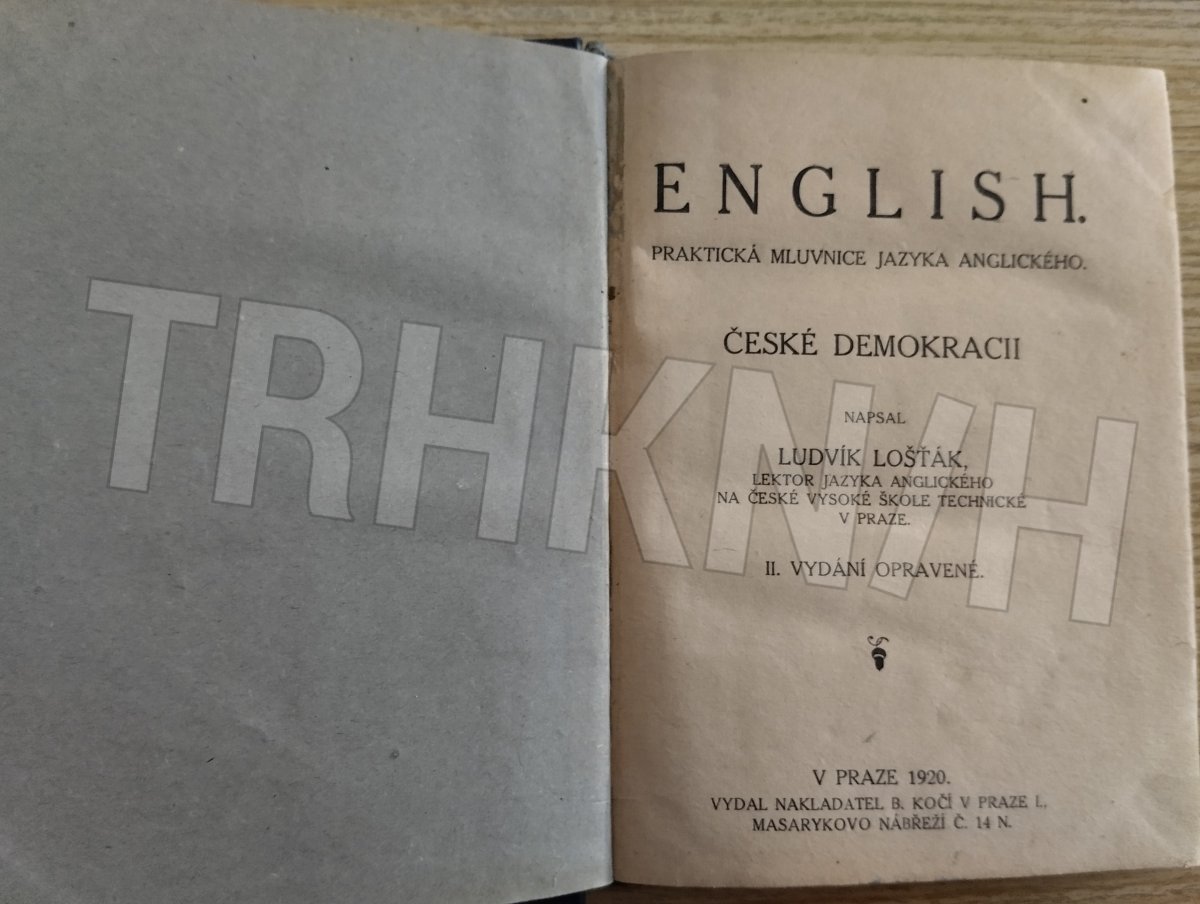 ENGLISH.
PRAKTICKÁ MLUVNICE JAZYKA ANGLICKÉHO.
ČESKÉ DEMOKRACII
NAPSAL
LUDVÍK LOŠŤÁK,
LEKTOR JAZYKA ANGLICKÉHO
NA ČESKÉ VYSOKÉ ŠKOLE TECHNICKÉ
V PRAZE.
II. VYDÁNÍ OPRAVENÉ.
V PRAZE 1920.
VYDAL NAKLADATEL B. KOČÍ V PRAZE I.,
MASARYKOVO NÁBŘEŽÍ Č. 14 N.
TRHKN/H